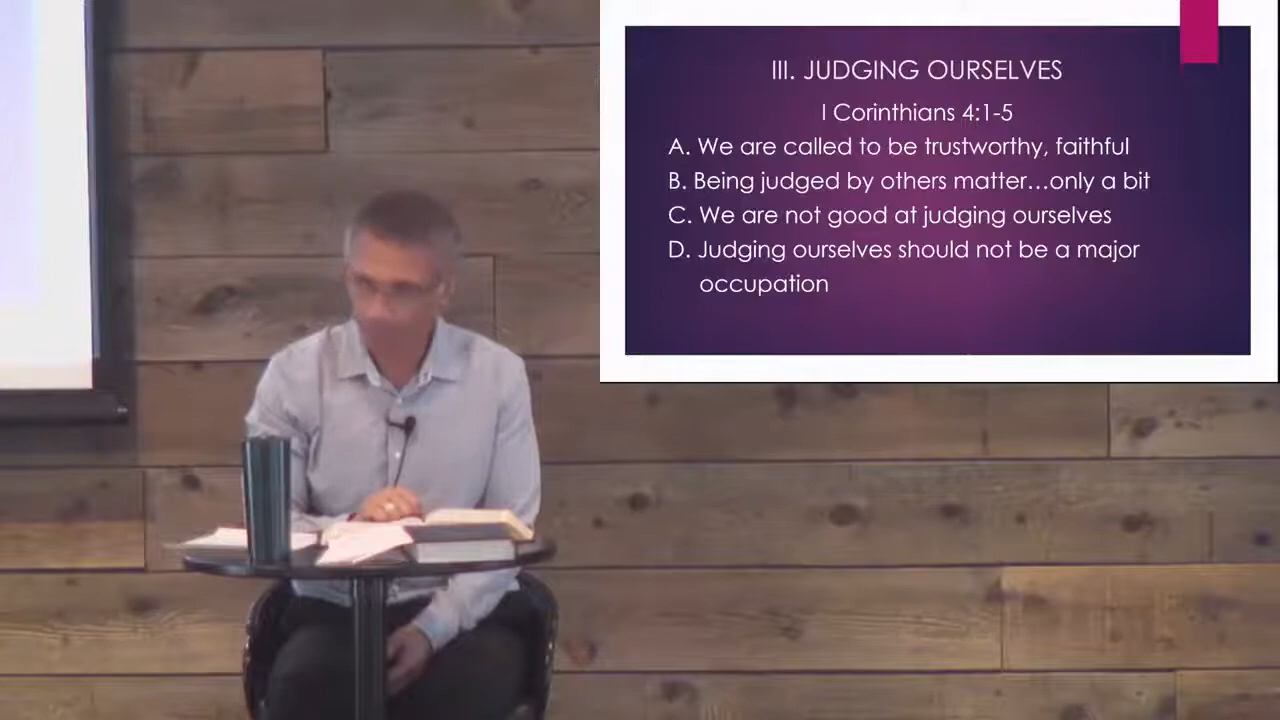 III. JUDGING OURSELVES
I Corinthians 4:1-5
A. We are called to be trustworthy, faithful
B. Being judged by others matter...only a bit
C. We are not good at judging ourselves
D. Judging ourselves should not be a major
occupation